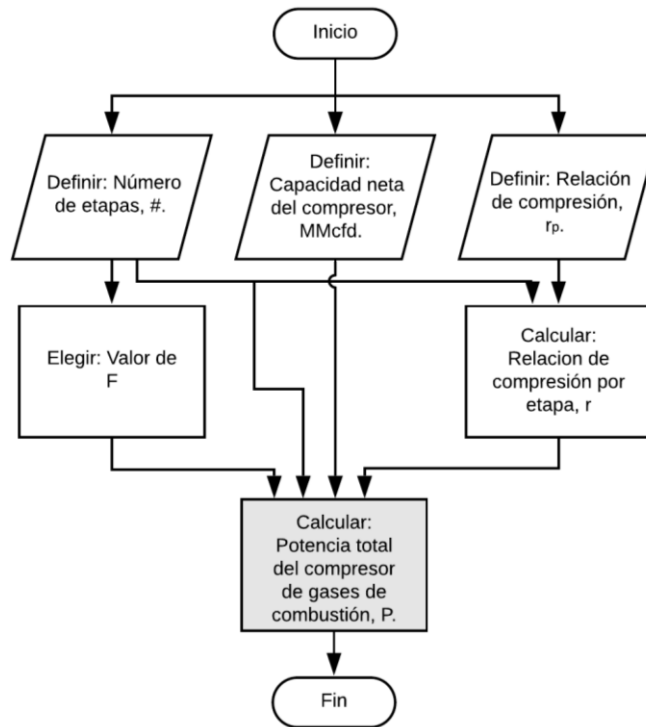 Inicio
Definir: Número
de etapas, #.
Definir:
Capacidad neta
del compresor,
MMcfd.
Definir: Relación
de compresión,
rₚ.
Elegir: Valor de
F
Calcular:
Relacion de
compresión por
etapa, r
Calcular:
Potencia total
del compresor
de gases de
combustión, P.
Fin